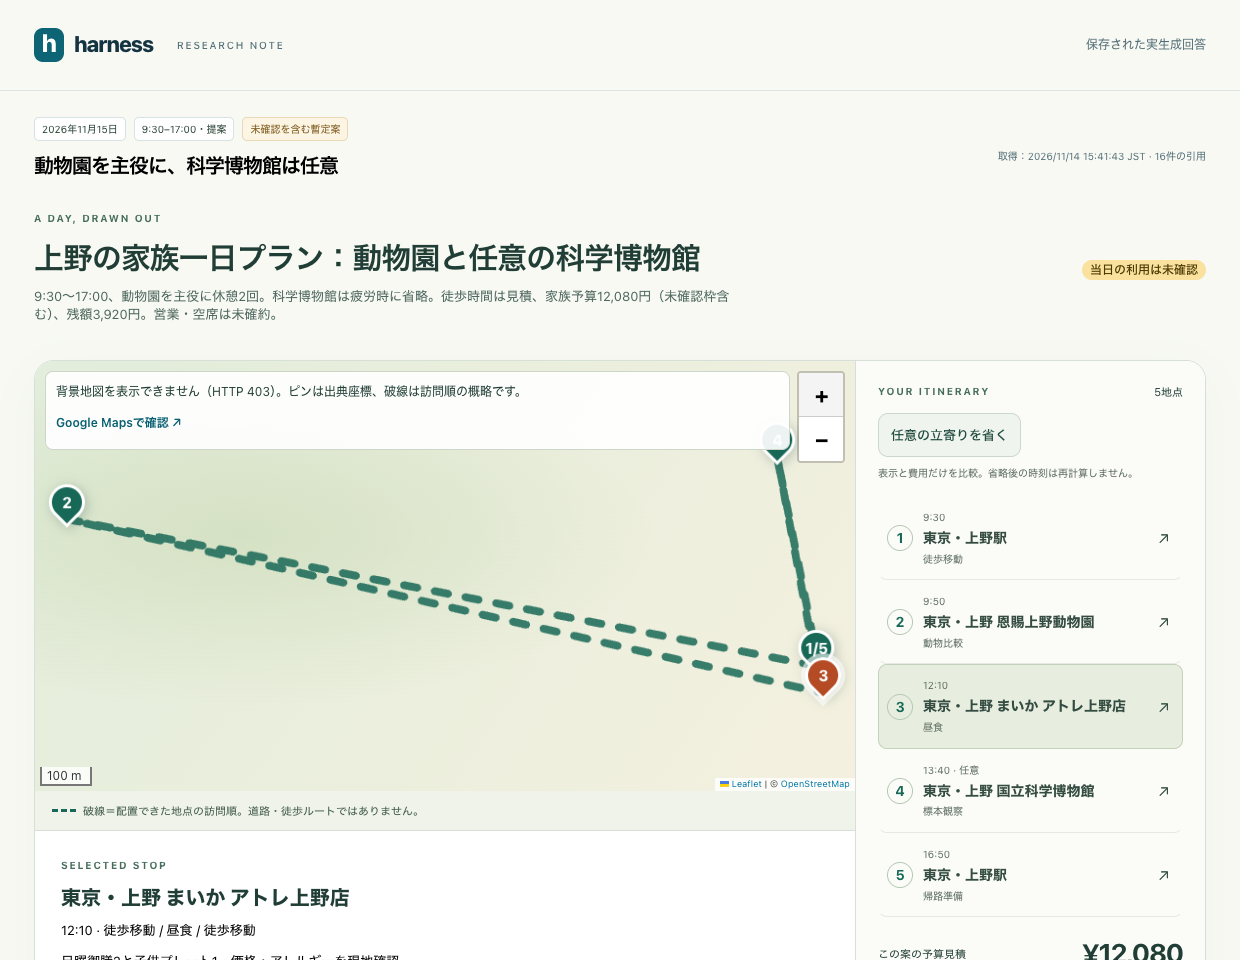 h harness RESEARCH NOTE
保存された実生成回答
2026年11月15日 9:30–17:00・提案 未確認を含む暫定案
動物園を主役に、科学博物館は任意
取得：2026/11/14 15:41:43 JST · 16件の引用
A DAY, DRAWN OUT
上野の家族一日プラン：動物園と任意の科学博物館
当日の利用は未確認
9:30〜17:00、動物園を主役に休憩2回。科学博物館は疲労時に省略。徒歩時間は見積、家族予算12,080円（未確認枠含
む）、残額3,920円。営業・空席は未確約。
背景地図を表示できません（HTTP 403）。ピンは出典座標、破線は訪問順の概略です。
Google Mapsで確認 ↗
+
−
4
2
1/5
3
100 m
Leaflet | © OpenStreetMap
破線＝配置できた地点の訪問順。道路・徒歩ルートではありません。
SELECTED STOP
東京・上野 まいか アトレ上野店
12:10 · 徒歩移動 / 昼食 / 徒歩移動
YOUR ITINERARY
5地点
任意の立寄りを省く
表示と費用だけを比較。省略後の時刻は再計算しません。
9:30
1 東京・上野駅 ↗
徒歩移動
9:50
2 東京・上野 恩賜上野動物園 ↗
動物比較
12:10
3 東京・上野 まいか アトレ上野店 ↗
昼食
13:40 · 任意
4 東京・上野 国立科学博物館 ↗
標本観察
16:50
5 東京・上野駅 ↗
帰路準備
この案の予算見積
¥12,080